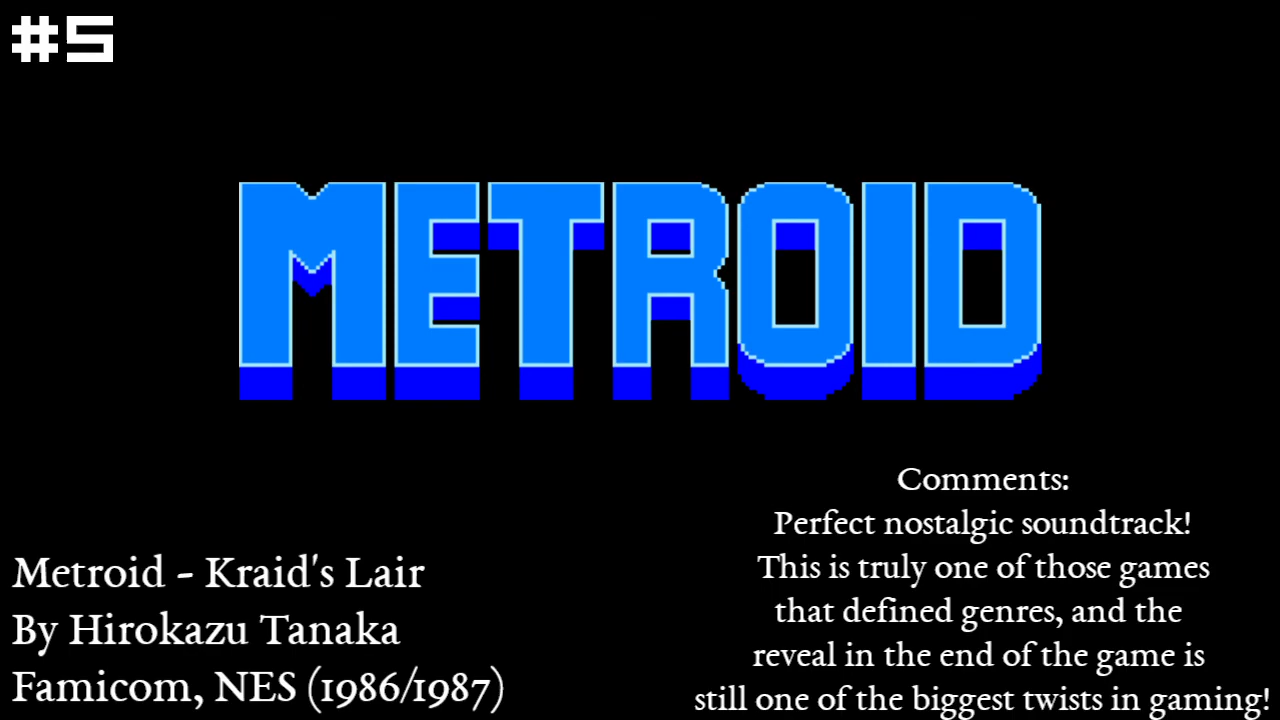 #5
METROID
Metroid - Kraid's Lair
By Hirokazu Tanaka
Famicom, NES (1986/1987)
Comments:
Perfect nostalgic soundtrack!
This is truly one of those games
that defined genres, and the
reveal in the end of the game is
still one of the biggest twists in gaming!